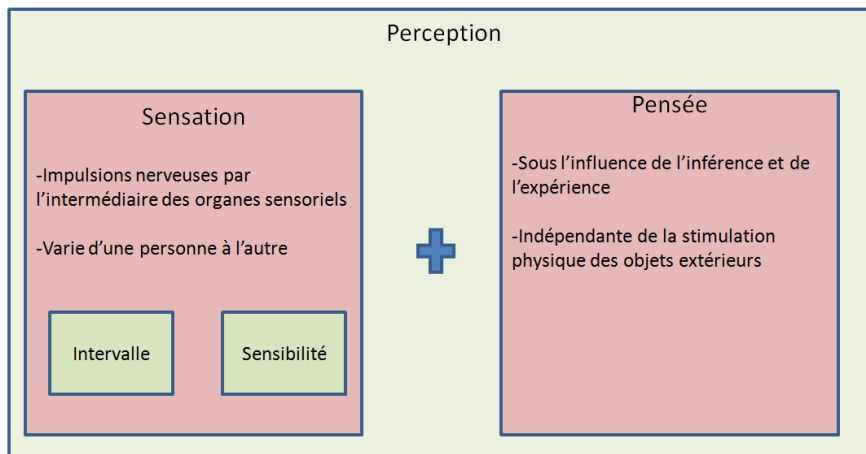 Perception
Sensation
-Impulsions nerveuses par
l'intermédiaire des organes sensoriels
-Varie d'une personne à l'autre
Intervalle
Sensibilité
Pensée
-Sous l'influence de l'inférence et de
l'expérience
-Indépendante de la stimulation
physique des objets extérieurs